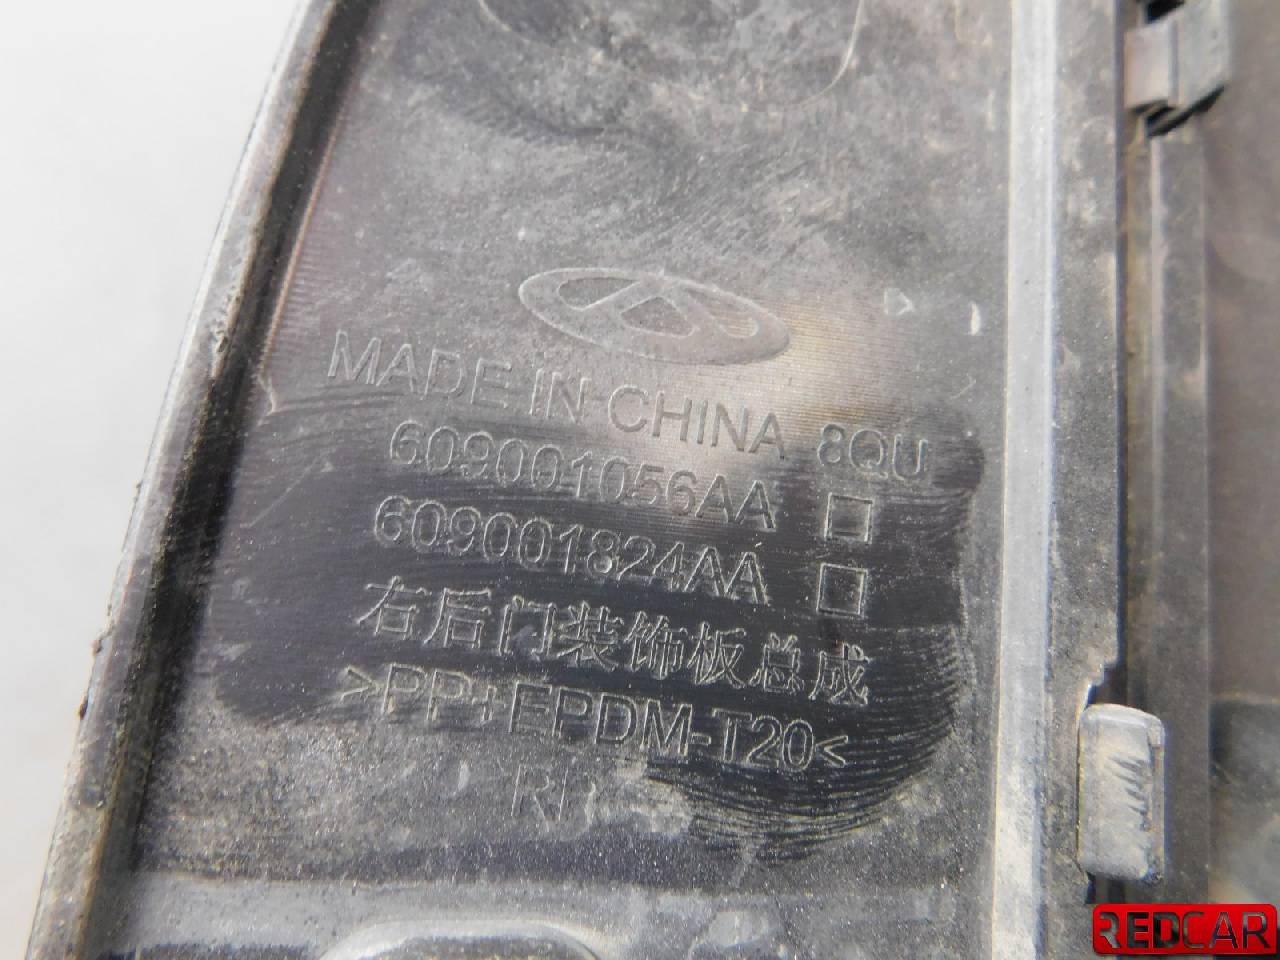 MADE IN CHINA 8QU
609001056AA □
609001824AA □
右后门装饰板总成
>PP+EPDM-T20<
REDCAR